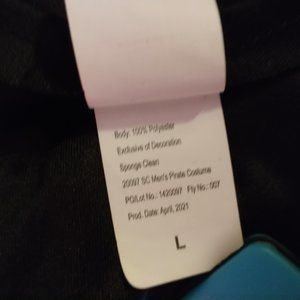 Body: 100% Polyester
Exclusive of Decoration
Sponge Clean
20097 SC Men's Pirate Costume
PO/Lot No.: 1420097 Fty No.: 007
Prod. Date: April, 2021
L